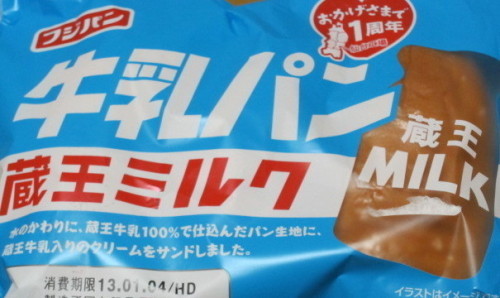 フジパン
おかげさまで
1周年
牛乳パン
蔵王
MILK
蔵王ミルク
水のかわりに、蔵王牛乳100%で仕込んだパン生地に、
蔵王牛乳入りのクリームをサンドしました。
消費期限13.01.04/HD
イラストはイメージ